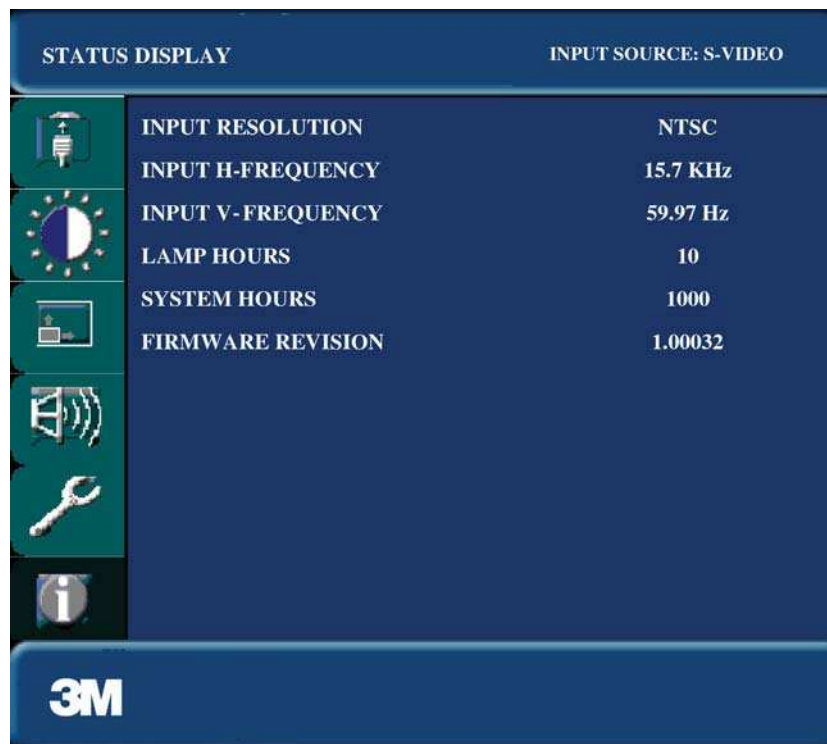 STATUS DISPLAY INPUT SOURCE: S-VIDEO
INPUT RESOLUTION NTSC
INPUT H-FREQUENCY 15.7 KHz
INPUT V-FREQUENCY 59.97 Hz
LAMP HOURS 10
SYSTEM HOURS 1000
FIRMWARE REVISION 1.00032
i
3M